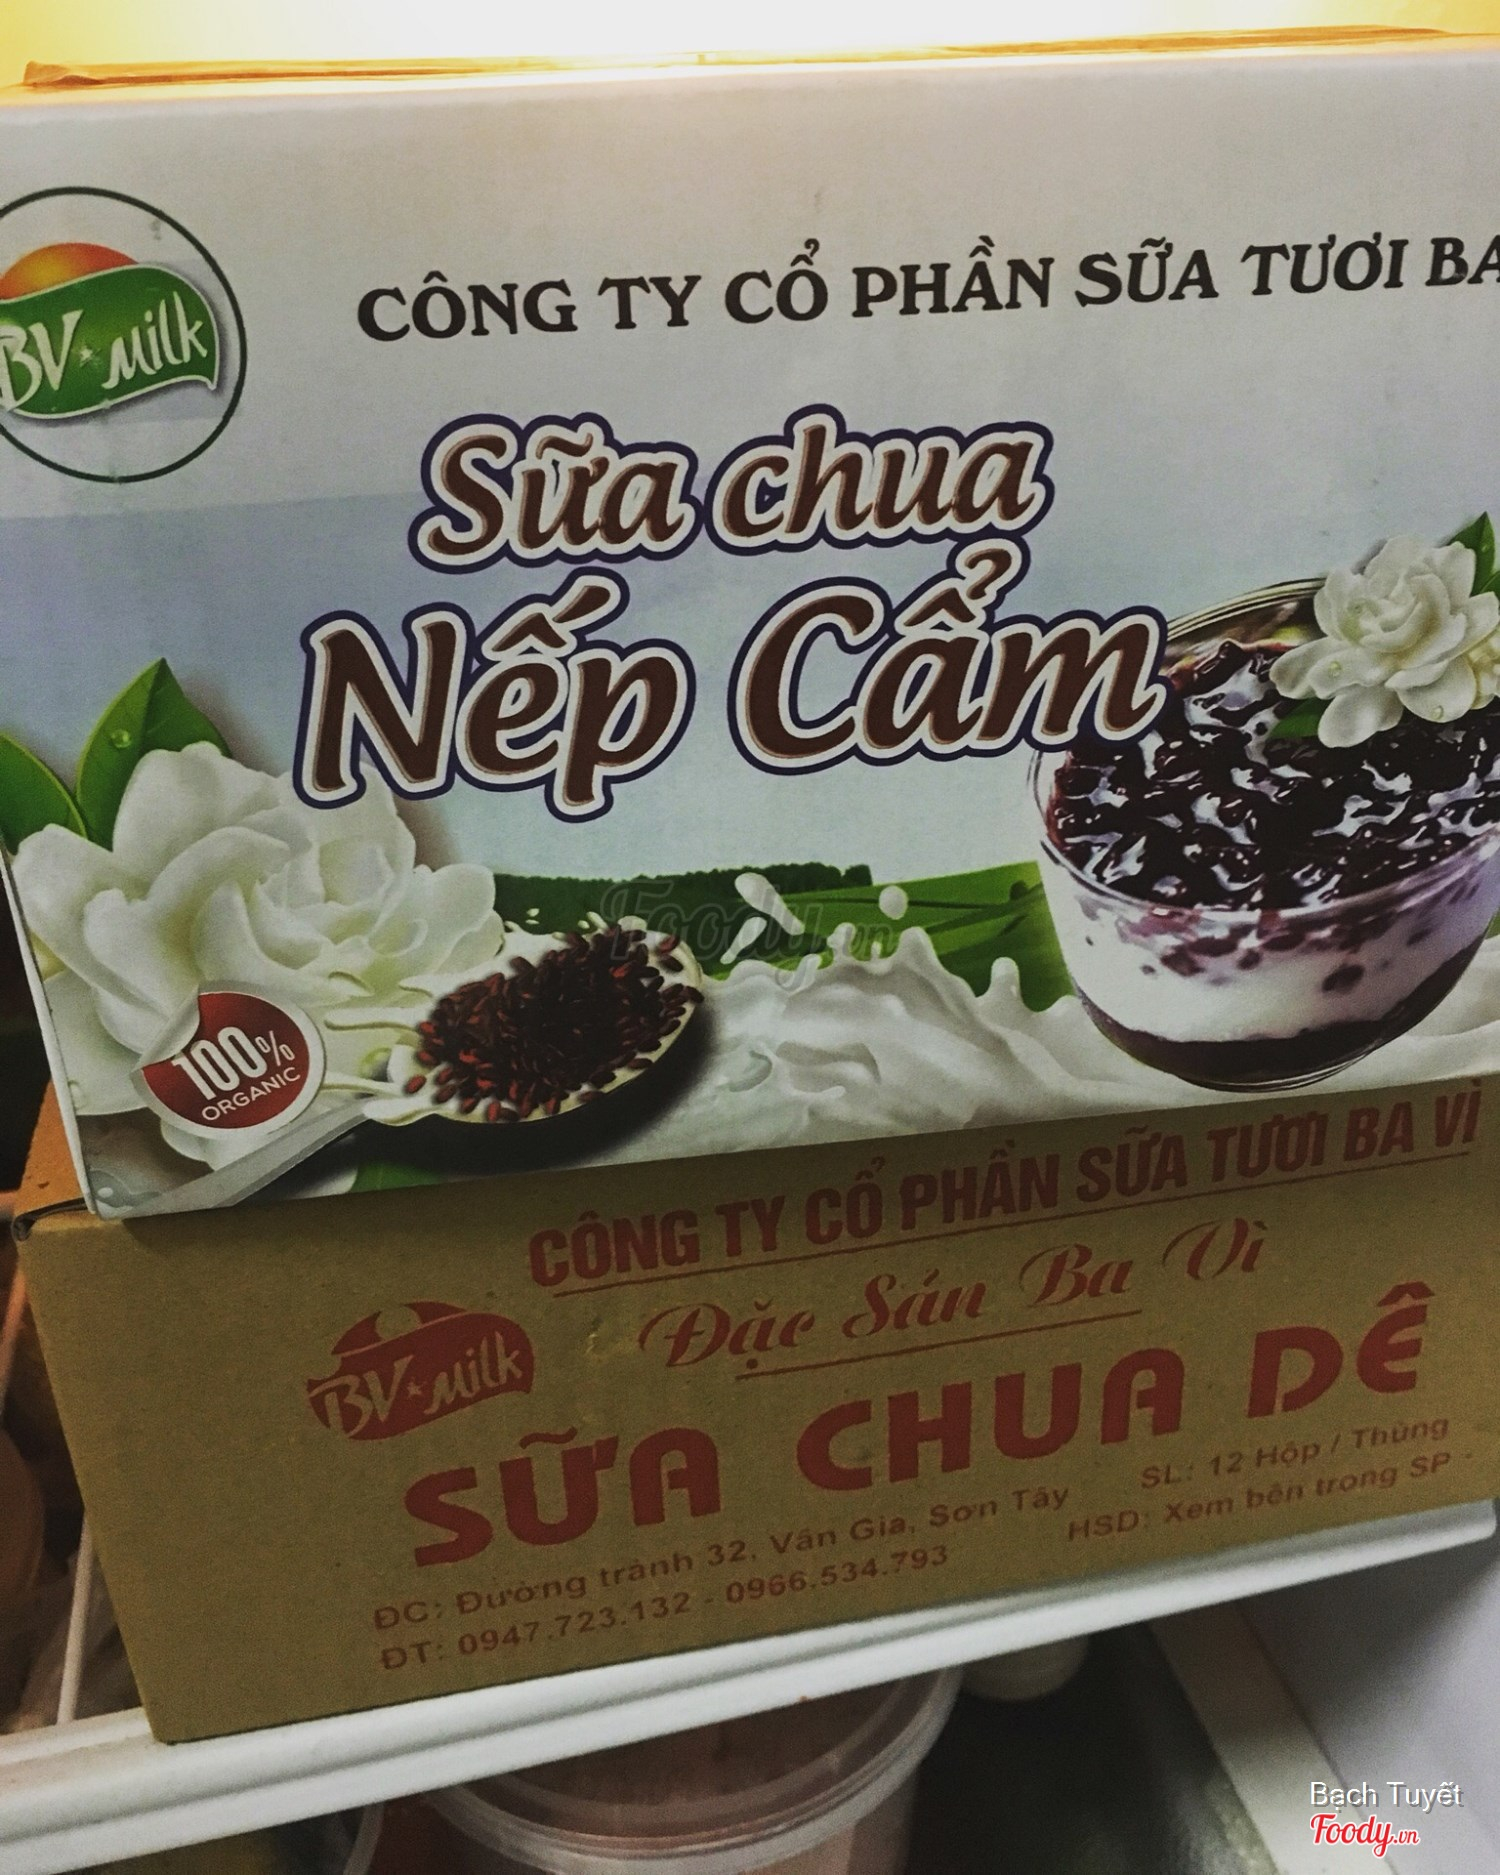 CÔNG TY CỔ PHẦN SỮA TƯƠI BA
BV Milk
Sữa chua
Nếp Cẩm
Foody.vn
100%
ORGANIC
CÔNG TY CỔ PHẦN SỮA TƯƠI BA VÌ
Đặc Sản Ba Vì
BV Milk
SỮA CHUA DÊ
SL: 12 Hộp / Thùng
ĐC: Đường tránh 32, Vân Gia, Sơn Tây
HSD: Xem bên trong SP -
ĐT: 0947.723.132 - 0966.534.793
Bạch Tuyết
Foody.vn